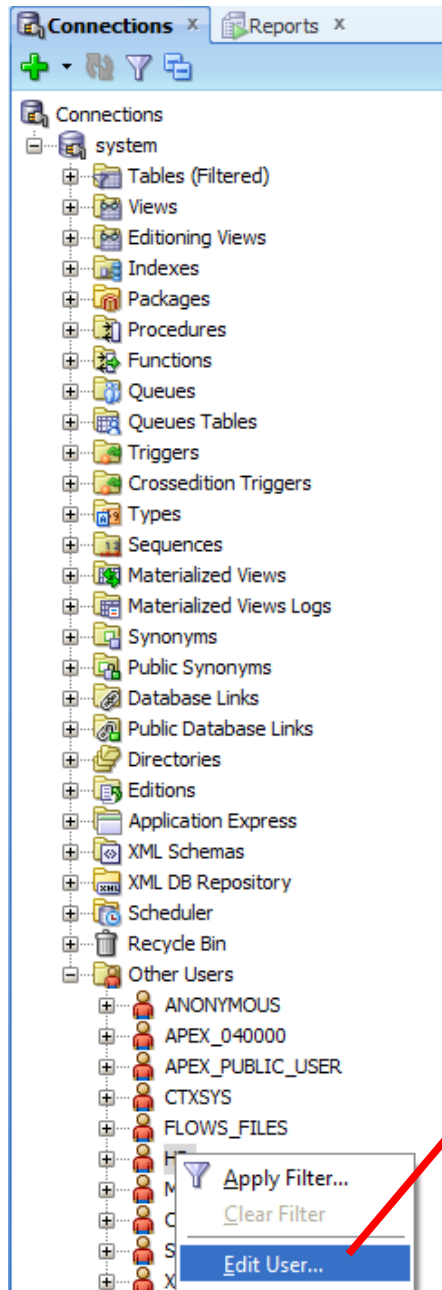 Connections x Reports x
Connections
system
Tables (Filtered)
Views
Editioning Views
Indexes
Packages
Procedures
Functions
Queues
Queues Tables
Triggers
Crossedition Triggers
Types
Sequences
Materialized Views
Materialized Views Logs
Synonyms
Public Synonyms
Database Links
Public Database Links
Directories
Editions
Application Express
XML Schemas
XML DB Repository
Scheduler
Recycle Bin
Other Users
ANONYMOUS
APEX_040000
APEX_PUBLIC_USER
CTXSYS
FLOWS_FILES
Apply Filter...
Clear Filter
Edit User...